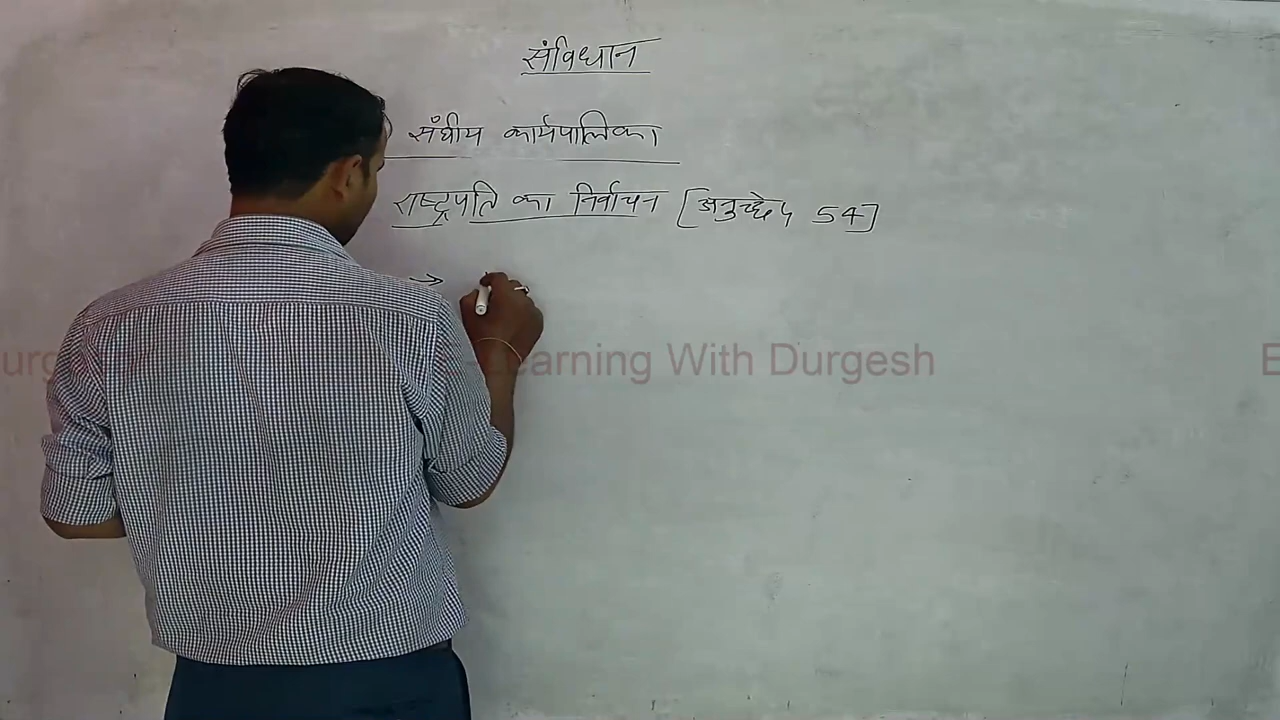 संविधान
संघीय कार्यपालिका
राष्ट्रपति का निर्वाचन [अनुच्छेद 54]
→
E-Learning With Durgesh